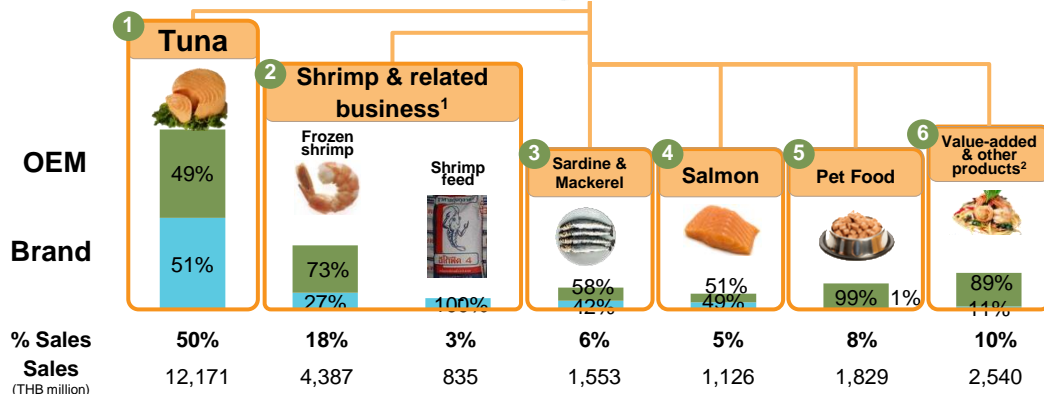 1
Tuna
2
Shrimp & related
business1
Frozen
shrimp
Shrimp
feed
3
Sardine &
Mackerel
4
Salmon
5
Pet Food
6
Value-added
& other
products2
OEM
49%
73%
58%
51%
99%
1%
89%
Brand
51%
27%
100%
42%
49%
11%
% Sales 50% 18% 3% 6% 5% 8% 10%
Sales
(THB million)
12,171 4,387 835 1,553 1,126 1,829 2,540